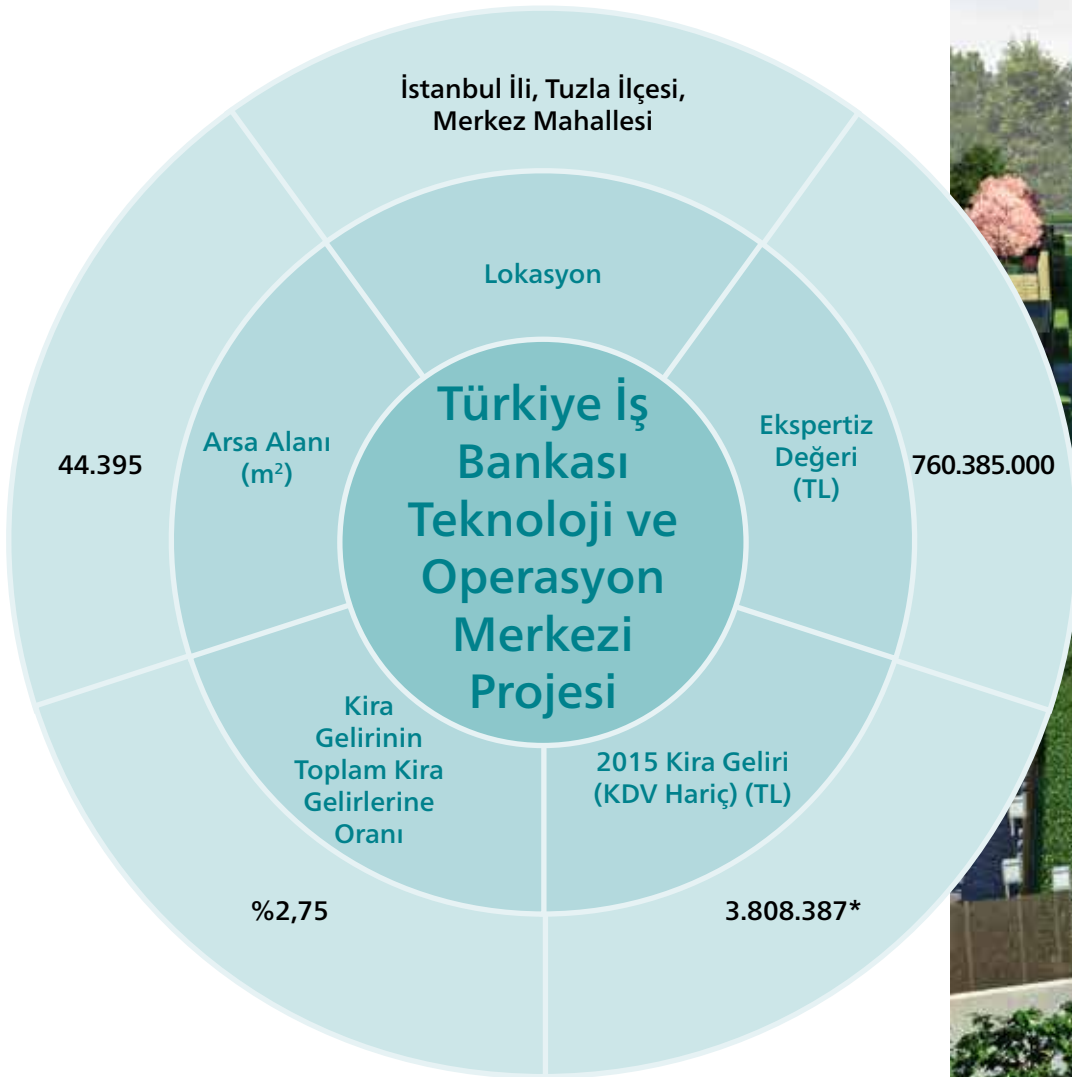 İstanbul İli, Tuzla İlçesi,
Merkez Mahallesi
Lokasyon
Türkiye İş
Bankası
Teknoloji ve
Operasyon
Merkezi
Projesi
Ekspertiz
Değeri
(TL)
760.385.000
2015 Kira Geliri
(KDV Hariç) (TL)
3.808.387*
Kira
Gelirinin
Toplam Kira
Gelirlerine
Oranı
%2,75
Arsa Alanı
(m²)
44.395